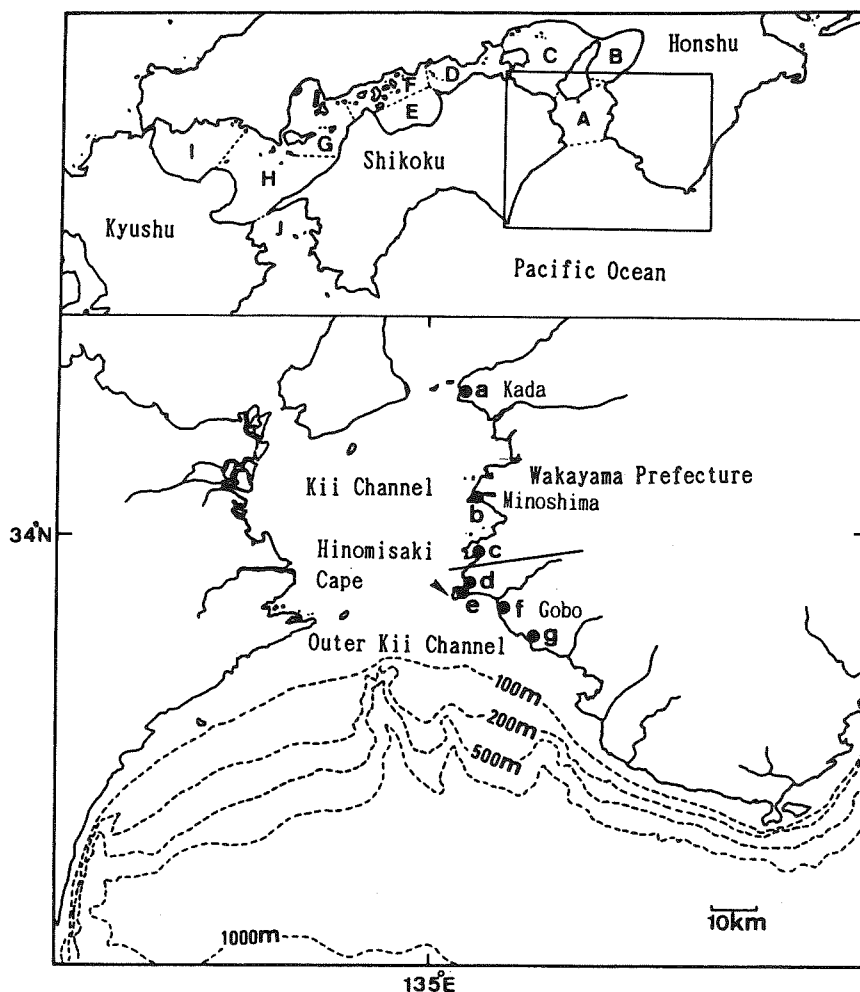 Honshu
C
B
D
F
A
E
G
I
Shikoku
H
Kyushu
J
Pacific Ocean
a Kada
Kii Channel
Wakayama Prefecture
Minoshima
b
34°N
Hinomisaki
Cape
c
d
e
f Gobo
g
Outer Kii Channel
100m
200m
500m
10km
1000m
135°E